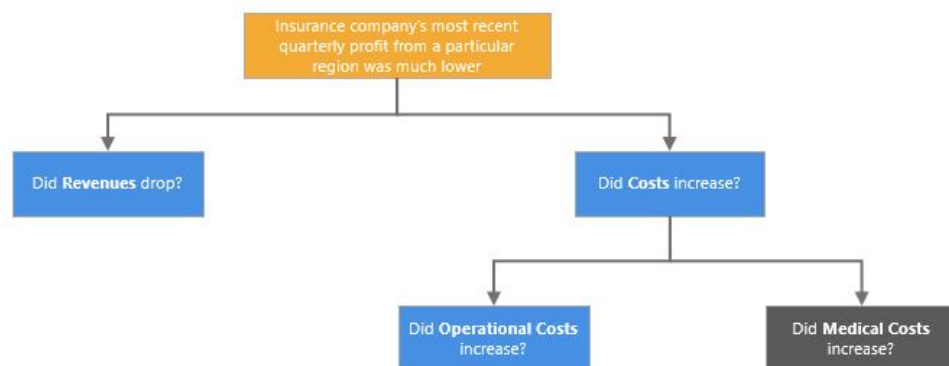 Insurance company's most recent
quarterly profit from a particular
region was much lower
Did Revenues drop?
Did Costs increase?
Did Operational Costs
increase?
Did Medical Costs
increase?